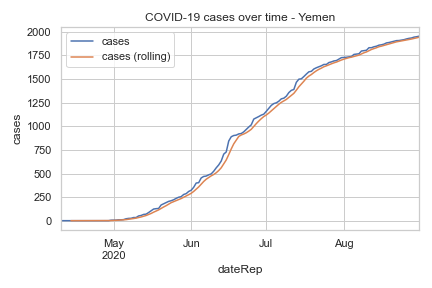 COVID-19 cases over time - Yemen
cases
cases (rolling)
2000
1750
1500
1250
1000
750
500
250
0
cases
May
2020
Jun
Jul
Aug
dateRep